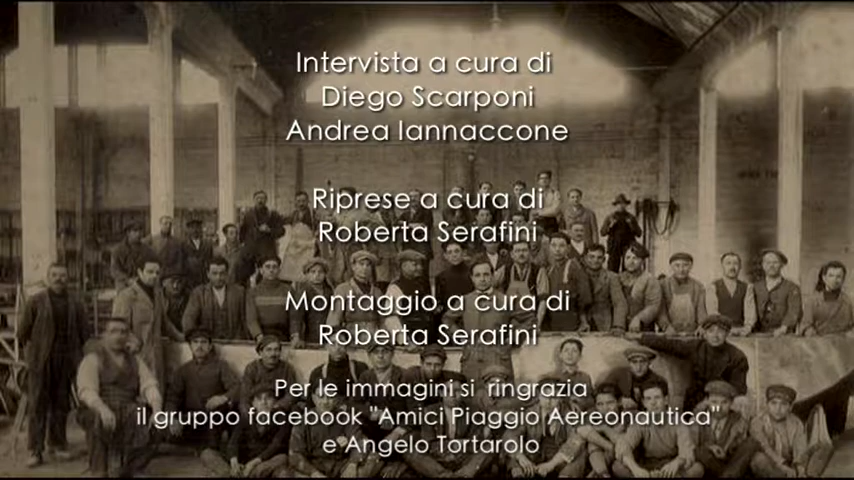 Intervista a cura di
Diego Scarponi
Andrea Iannaccone
Riprese a cura di
Roberta Serafini
Montaggio a cura di
Roberta Serafini
Per le immagini si ringrazia
il gruppo facebook "Amici Piaggio Aereonautica"
e Angelo Tortarolo